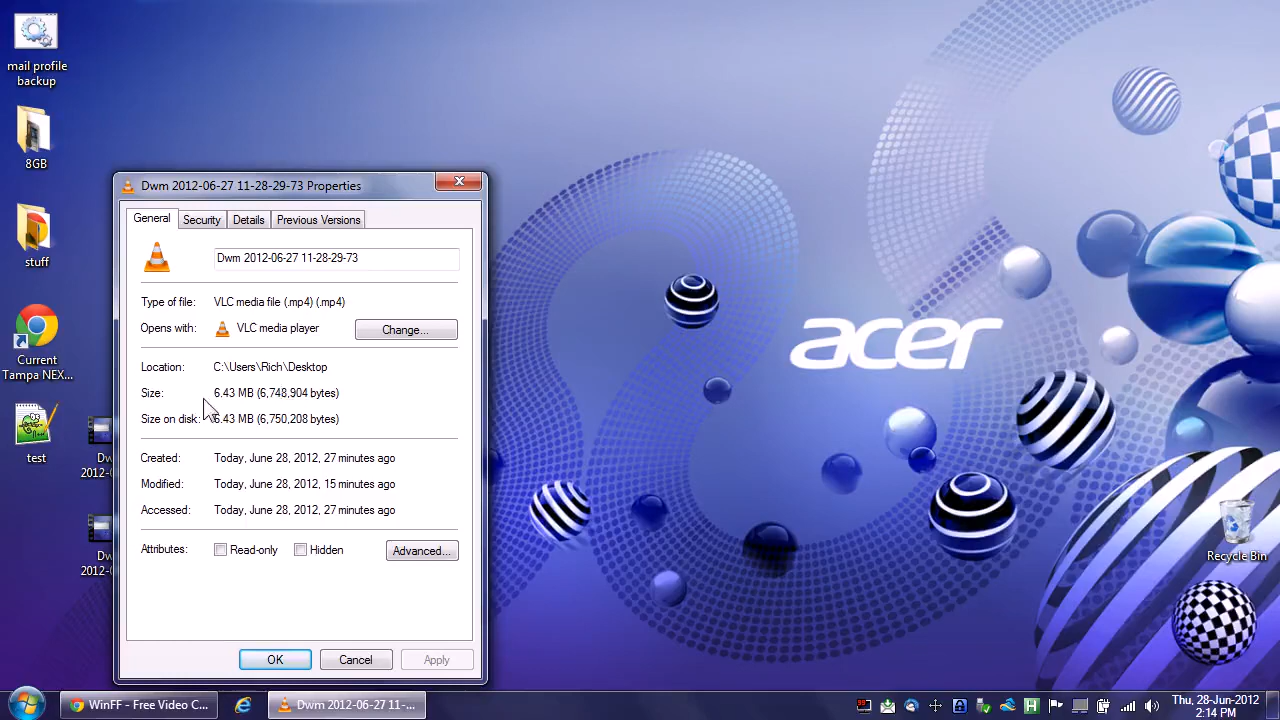 mail profile
backup
8GB
stuff
Current
Tampa NEX...
test
Dw
2012-0
Dw
2012-0
Dwm 2012-06-27 11-28-29-73 Properties
General
Security
Details
Previous Versions
Dwm 2012-06-27 11-28-29-73
Type of file: VLC media file (.mp4) (.mp4)
Opens with: VLC media player
Change...
Location: C:\Users\Rich\Desktop
Size: 6.43 MB (6,748,904 bytes)
Size on disk: 6.43 MB (6,750,208 bytes)
Created: Today, June 28, 2012, 27 minutes ago
Modified: Today, June 28, 2012, 15 minutes ago
Accessed: Today, June 28, 2012, 27 minutes ago
Attributes: Read-only Hidden
Advanced...
OK
Cancel
Apply
acer
Recycle Bin
WinFF - Free Video C...
Dwm 2012-06-27 11-...
Thu, 28-Jun-2012
2:14 PM